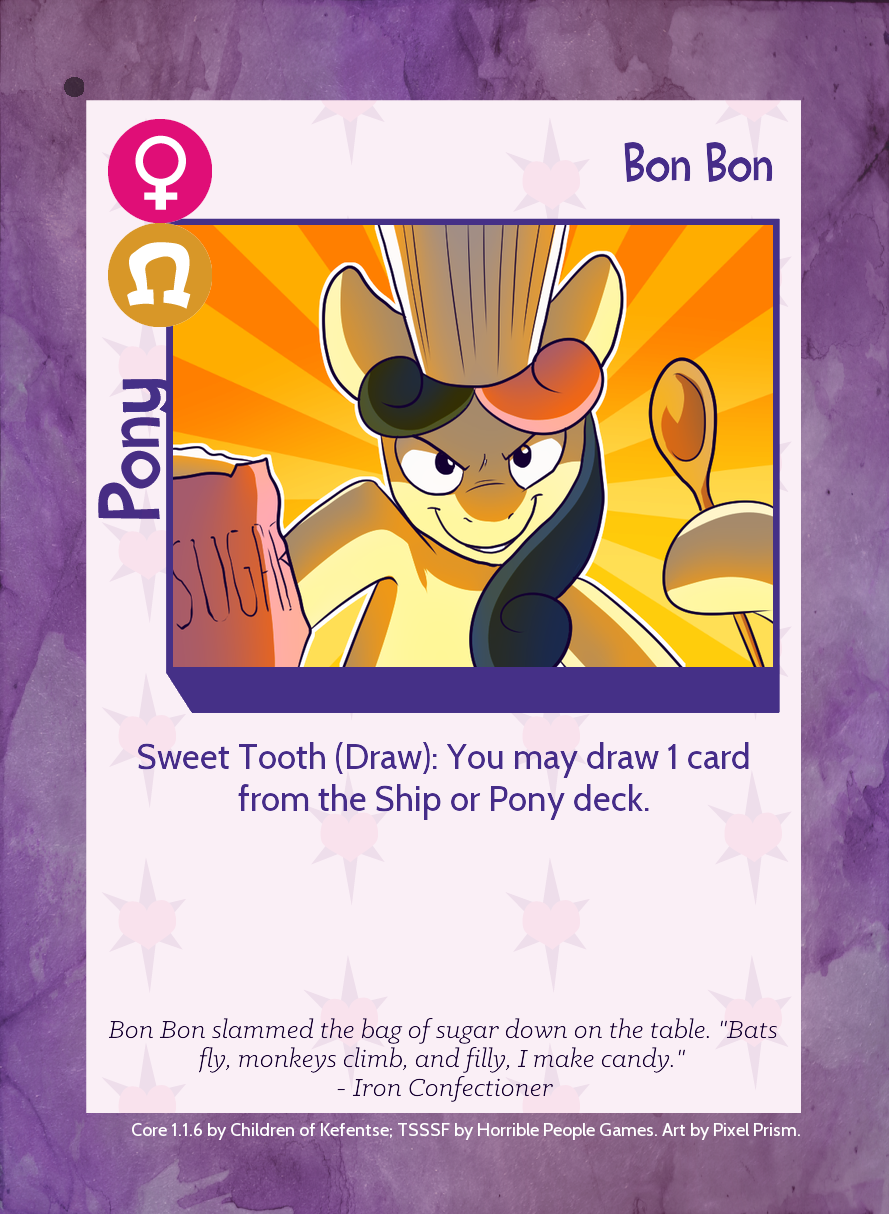 Bon Bon
Pony
SUGAR
Sweet Tooth (Draw): You may draw 1 card
from the Ship or Pony deck.
Bon Bon slammed the bag of sugar down on the table. "Bats
fly, monkeys climb, and filly, I make candy."
- Iron Confectioner
Core 1.1.6 by Children of Kefentse; TSSSF by Horrible People Games. Art by Pixel Prism.